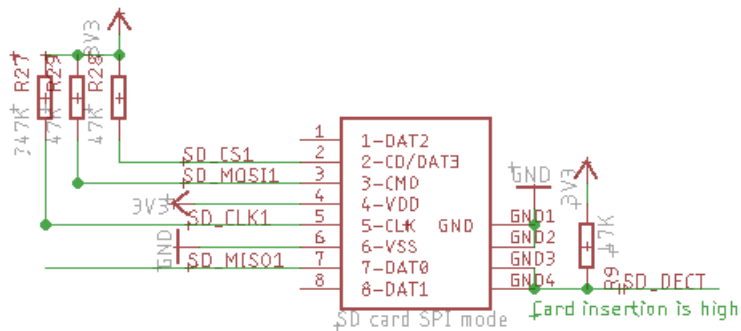 3V3
R27
R29
R28
?47K
47K
47K
SD_CS1
SD_MOSI1
3V3
SD_CLK1
GND
SD_MISO1
1
2
3
4
5
6
7
8
1-DAT2
2-CD/DAT3
3-CMD
4-VDD
5-CLK GND
6-VSS
7-DAT0
8-DAT1
SD card SPI mode
GND
GND1
GND2
GND3
GND4
3V3
47K
R9
SD_DECT
Card insertion is high